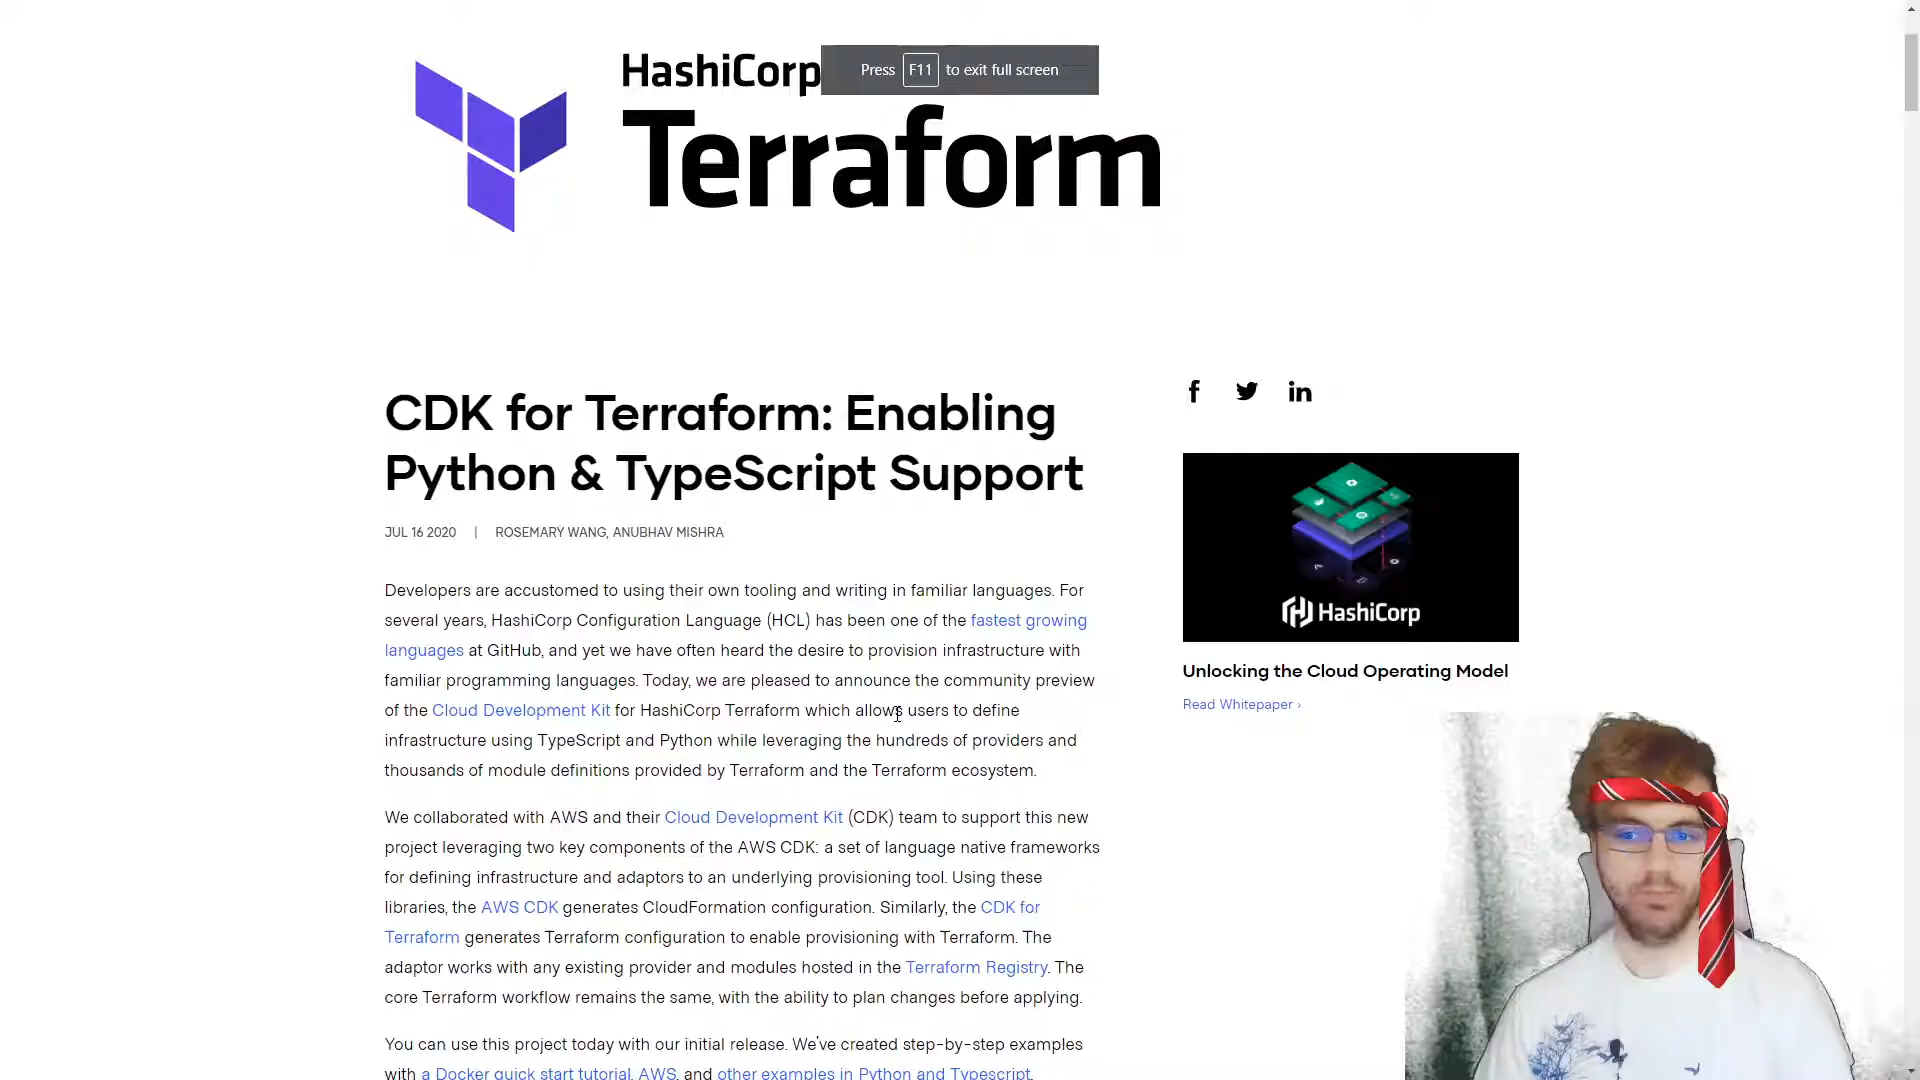 HashiCorp
Press F11 to exit full screen
Terraform
CDK for Terraform: Enabling
Python & TypeScript Support
JUL 16 2020 | ROSEMARY WANG, ANUBHAV MISHRA
Developers are accustomed to using their own tooling and writing in familiar languages. For
several years, HashiCorp Configuration Language (HCL) has been one of the fastest growing
languages at GitHub, and yet we have often heard the desire to provision infrastructure with
familiar programming languages. Today, we are pleased to announce the community preview
of the Cloud Development Kit for HashiCorp Terraform which allows users to define
infrastructure using TypeScript and Python while leveraging the hundreds of providers and
thousands of module definitions provided by Terraform and the Terraform ecosystem.
We collaborated with AWS and their Cloud Development Kit (CDK) team to support this new
project leveraging two key components of the AWS CDK: a set of language native frameworks
for defining infrastructure and adaptors to an underlying provisioning tool. Using these
libraries, the AWS CDK generates CloudFormation configuration. Similarly, the CDK for
Terraform generates Terraform configuration to enable provisioning with Terraform. The
adaptor works with any existing provider and modules hosted in the Terraform Registry. The
core Terraform workflow remains the same, with the ability to plan changes before applying.
You can use this project today with our initial release. We've created step-by-step examples
with a Docker quick start tutorial, AWS, and other examples in Python and Typescript.
HashiCorp
Unlocking the Cloud Operating Model
Read Whitepaper ›